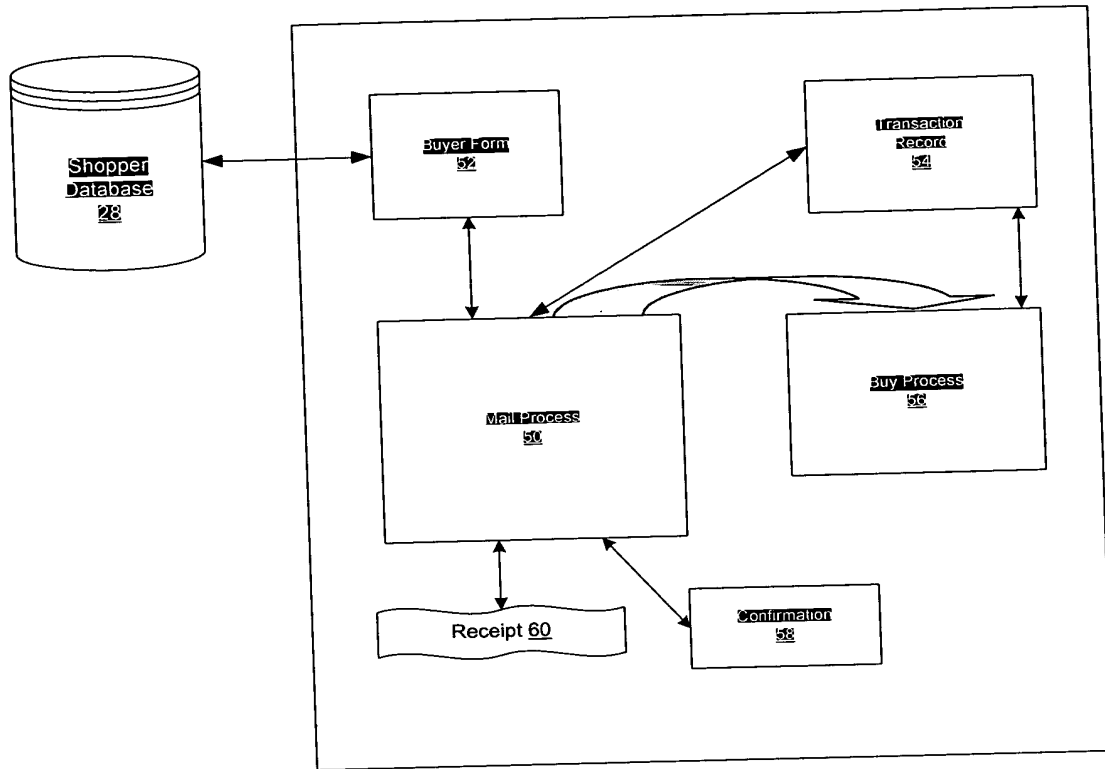 Shopper
Database
28
Buyer Form
52
Transaction
Record
54
Mail Process
50
Buy Process
56
Receipt 60
Confirmation
58